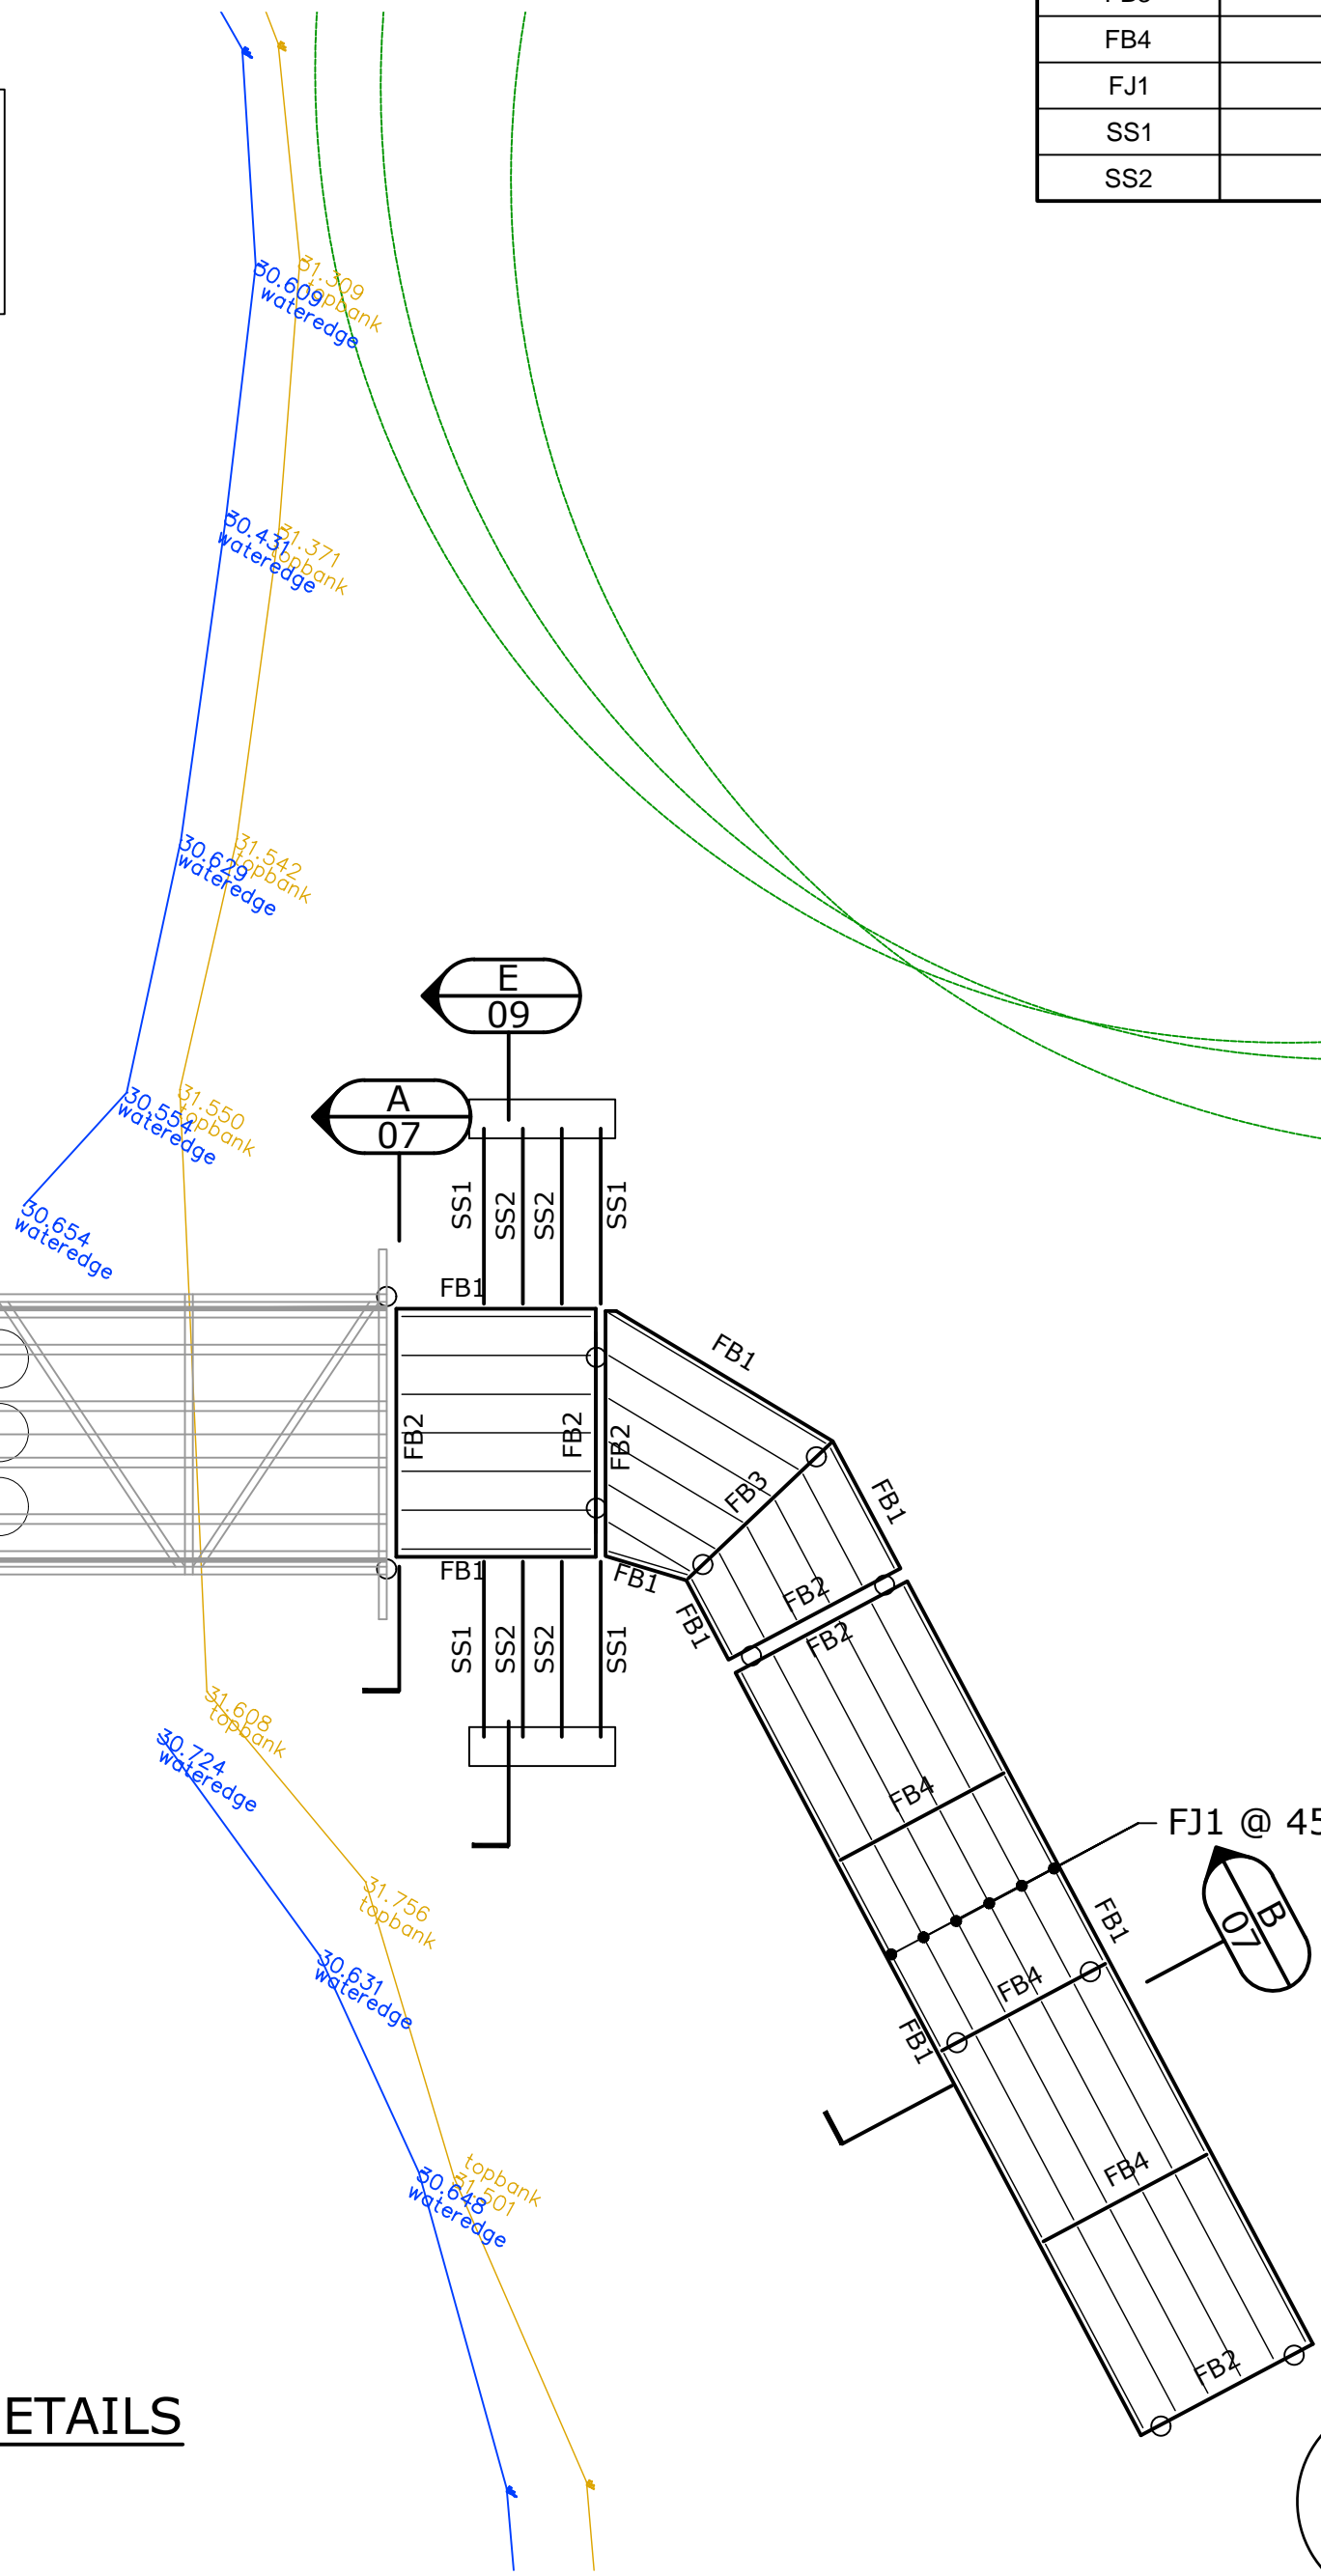 FB4
FJ1
SS1
SS2
31.309
topbank
30.609
wateredge
30.431
wateredge
31.371
topbank
31.542
topbank
30.629
wateredge
E
09
A
07
31.550
topbank
30.554
wateredge
30.654
wateredge
SS1
SS2
SS2
SS1
FB1
FB1
FB2
FB2
FB2
FB3
FB1
FB1
FB1
FB2
FB1
FB2
SS1
SS2
SS2
SS1
31.608
topbank
30.724
wateredge
FB4
FJ1 @ 45
31.756
topbank
FB1
B
07
30.631
wateredge
FB4
FB1
topbank
31.501
30.648
wateredge
FB4
FB2
ETAILS